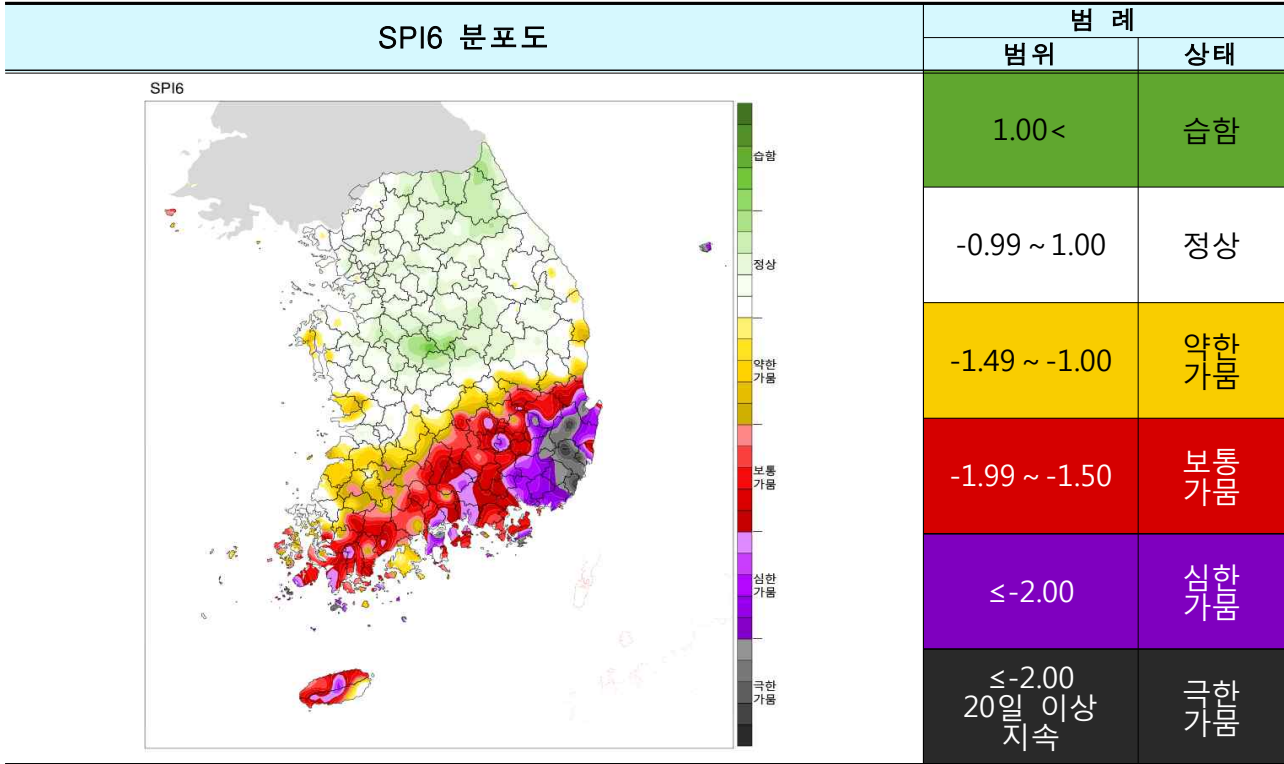 SPI6 분포도
범 례
범위
상태
SPI6
습함
정상
약한
가뭄
보통
가뭄
심한
가뭄
극한
가뭄
1.00<
습함
-0.99 ~ 1.00
정상
-1.49 ~ -1.00
약한
가뭄
-1.99 ~ -1.50
보통
가뭄
≤-2.00
심한
가뭄
≤-2.00
20일 이상
지속
극한
가뭄